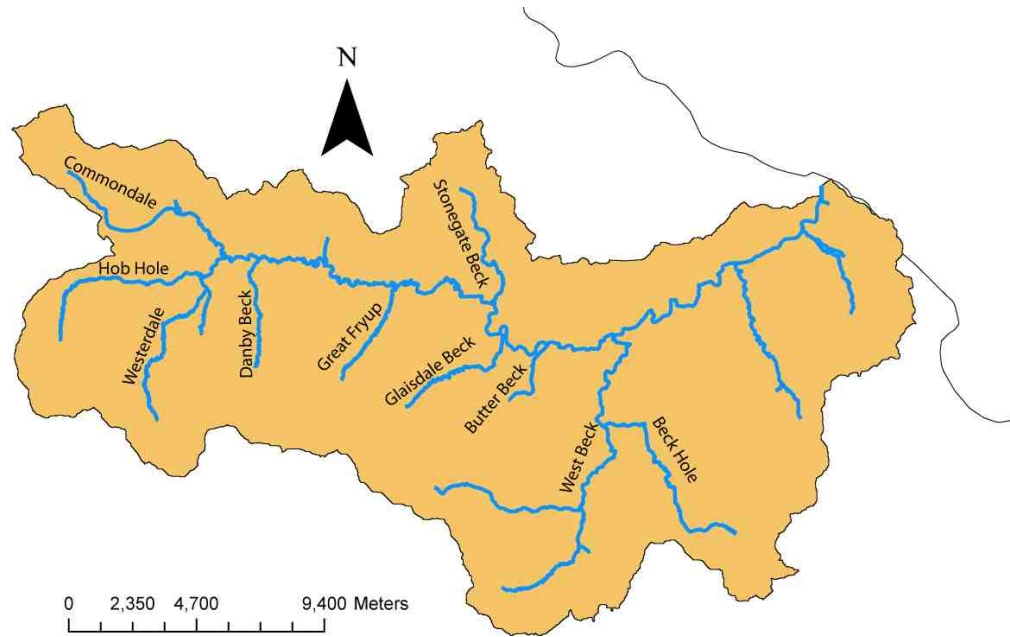 N
Commondale
Stonegate Beck
Hob Hole
Westerdale
Danby Beck
Great Fryup
Glaisdale Beck
Butter Beck
West Beck
Beck Hole
0 2,350 4,700 9,400 Meters